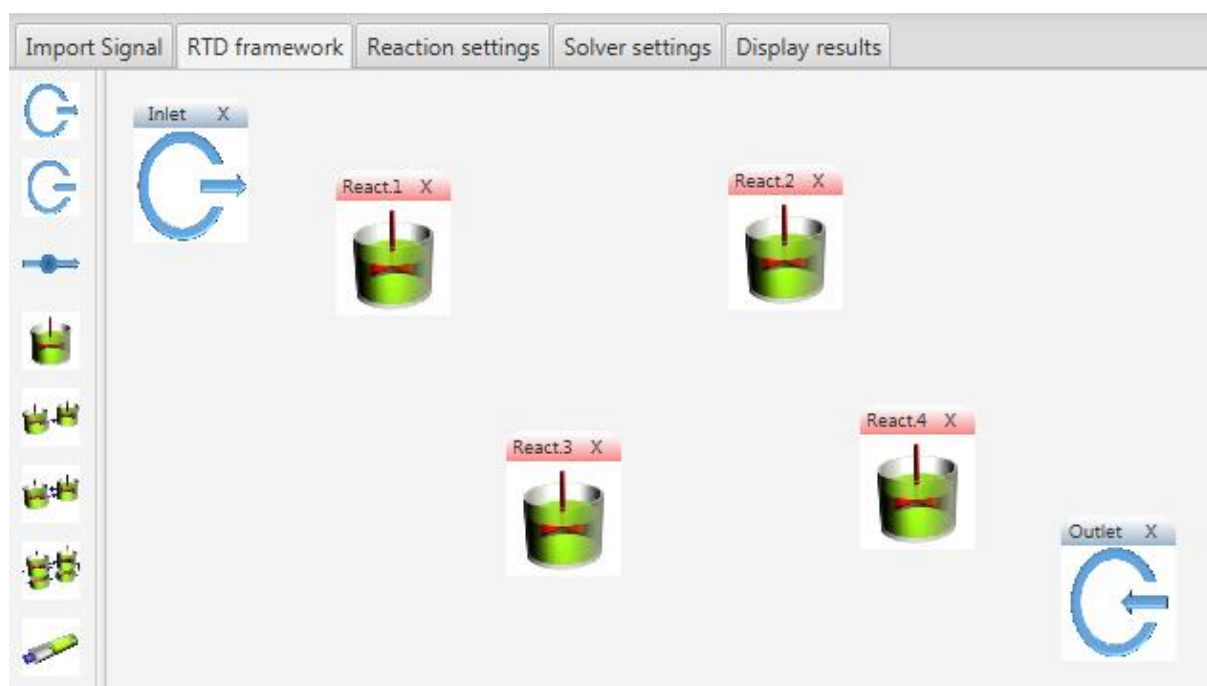 Import Signal
RTD framework
Reaction settings
Solver settings
Display results
Inlet X
React.1 X
React.2 X
React.3 X
React.4 X
Outlet X